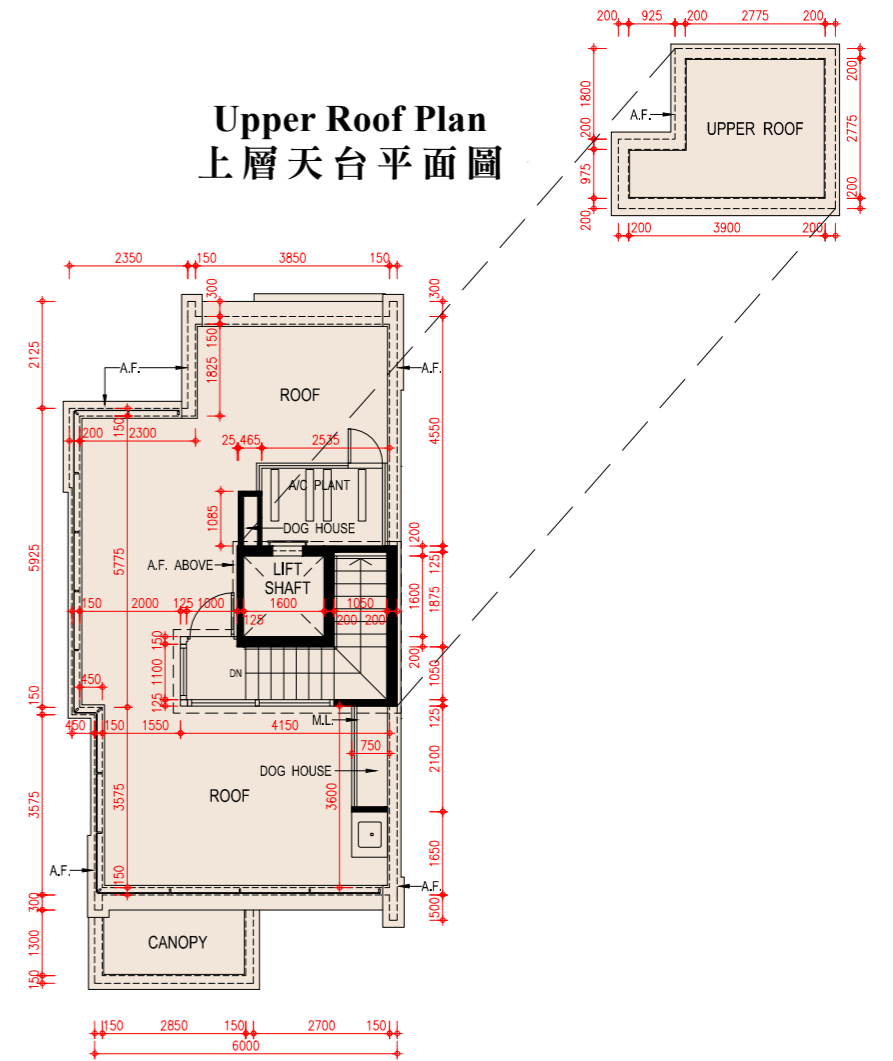 200 925 200 2775 200
1800
200
975
200
A.F.
UPPER ROOF
200
2775
200
200 3900 200
Upper Roof Plan
上層天台平面圖
2350 150 3850 150
300
150
1825
300
2125
A.F.
A.F.
ROOF
4550
150
200 2300
25 465 2535
A/C PLANT
1085
DOG HOUSE
200
125
5925
5775
A.F. ABOVE
LIFT
SHAFT
1600
1875
150 2000 125 1000 1600 1050
125
200 200
150
1100
125
200
1050
DN
450
150
125
M.L.
450 150 1550 4150
750
2100
DOG HOUSE
ROOF
3575
3575
3600
1650
A.F.
150
A.F.
300
500
CANOPY
1300
150
150 2850 150 2700 150
6000